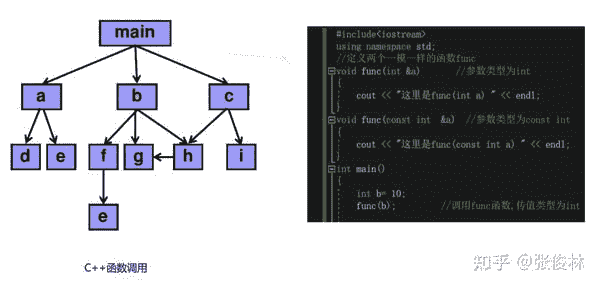 main
a
b
c
d
e
f
g
h
i
e
C++函数调用
#include<iostream>
using namespace std;
//定义两个一模一样的函数func
void func(int &a) //参数类型为int
{
cout << "这里是func(int a) " << endl;
}
void func(const int &a) //参数类型为const int
{
cout << "这里是func(const int a) " << endl;
}
int main()
{
int b= 10;
func(b); //调用func函数,传值类型为int
知乎 @张俊林